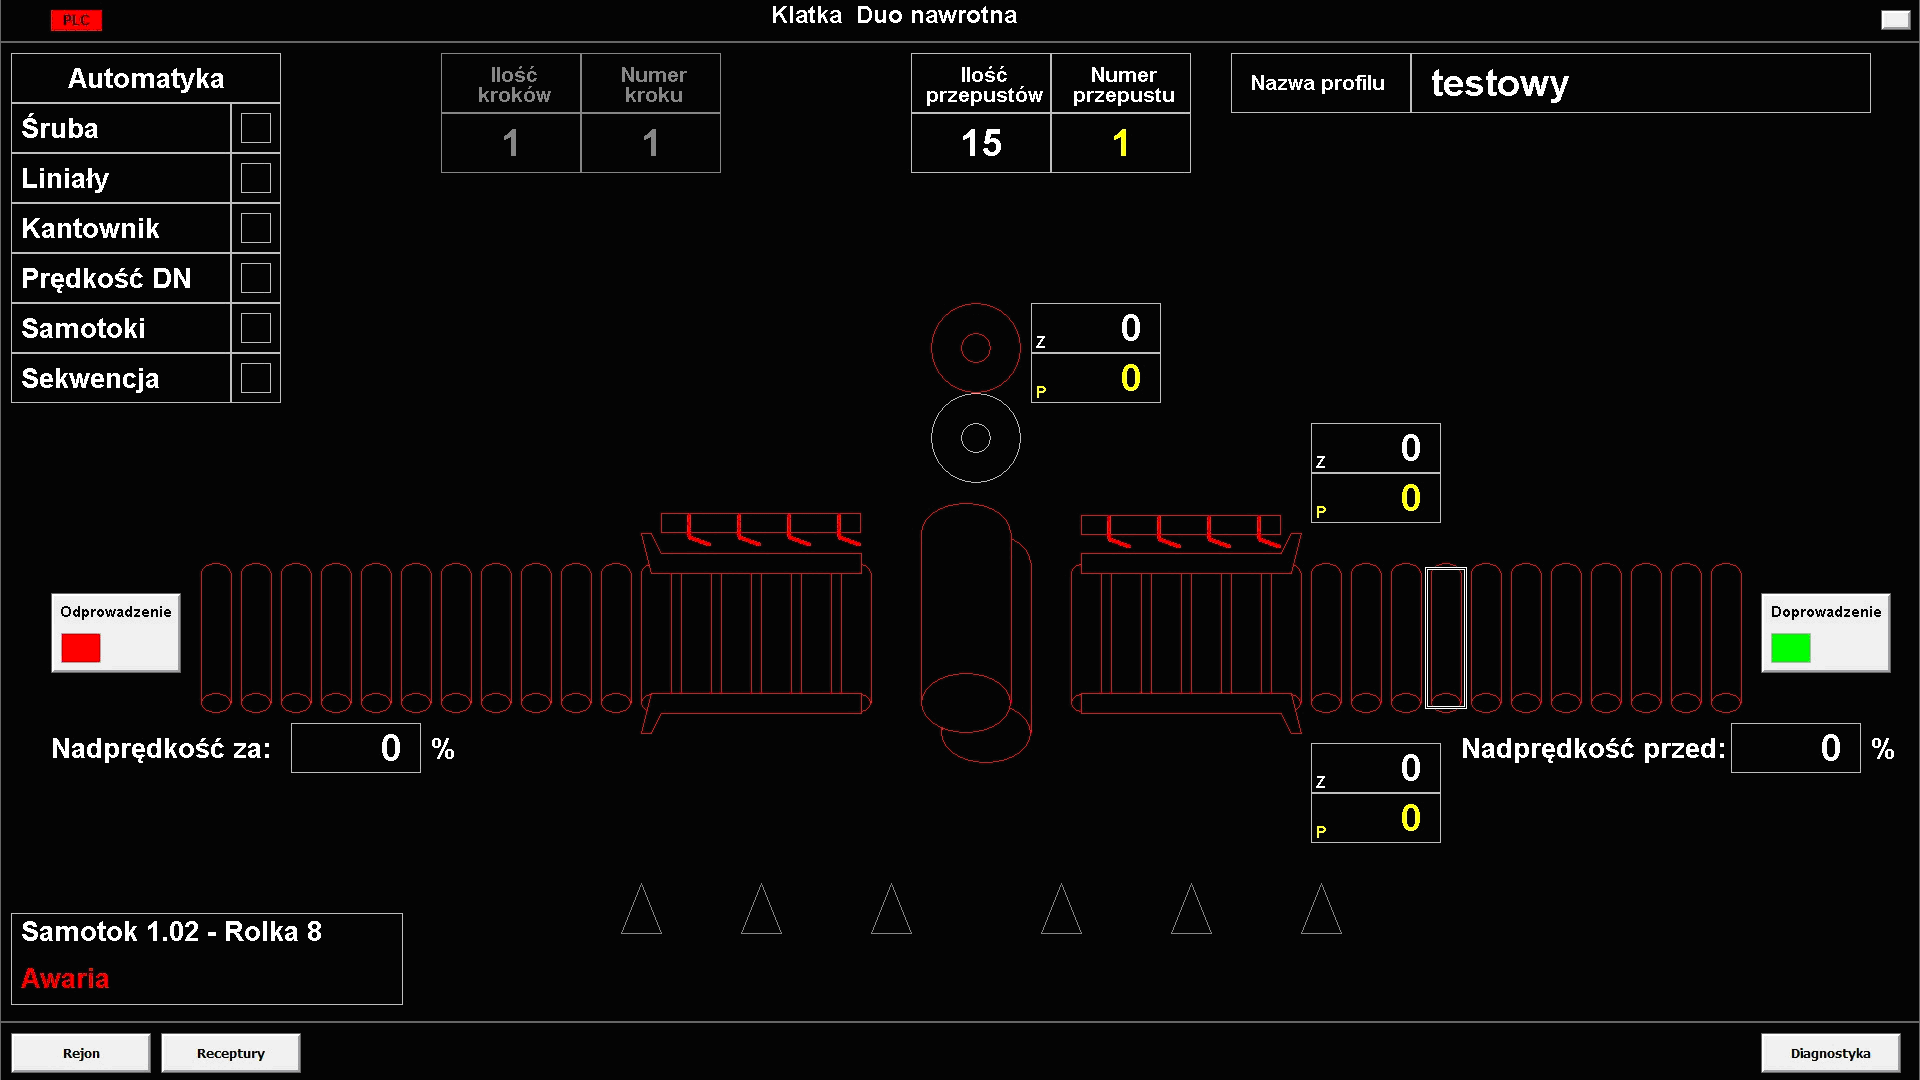 PLC
Klatka Duo nawrotna
Automatyka
Śruba
Liniały
Kantownik
Prędkość DN
Samotoki
Sekwencja
Ilość kroków
Numer kroku
1
1
Ilość przepustów
Numer przepustu
15
1
Nazwa profilu
testowy
Z 0
P 0
Z 0
P 0
Odprowadzenie
Doprowadzenie
Nadprędkość za: 0 %
Nadprędkość przed: 0 %
Z 0
P 0
Samotok 1.02 - Rolka 8
Awaria
Rejon
Receptury
Diagnostyka